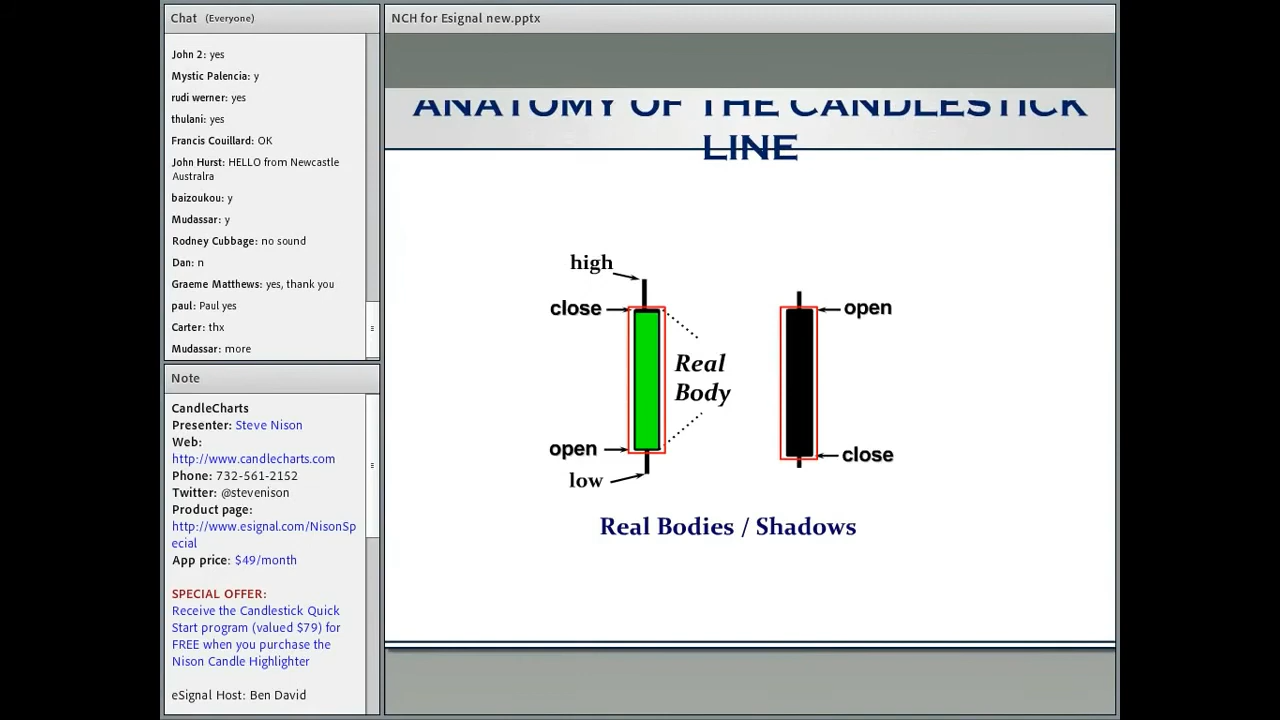 Chat (Everyone)
John 2: yes
Mystic Palencia: y
rudi werner: yes
thulani: yes
Francis Couillard: OK
John Hurst: HELLO from Newcastle
Australra
baizoukou: y
Mudassar: y
Rodney Cubbage: no sound
Dan: n
Graeme Matthews: yes, thank you
paul: Paul yes
Carter: thx
Mudassar: more
Note
CandleCharts
Presenter: Steve Nison
Web:
http://www.candlecharts.com
Phone: 732-561-2152
Twitter: @stevenison
Product page:
http://www.esignal.com/NisonSp
ecial
App price: $49/month
SPECIAL OFFER:
Receive the Candlestick Quick
Start program (valued $79) for
FREE when you purchase the
Nison Candle Highlighter
eSignal Host: Ben David
NCH for Esignal new.pptx
ANATOMY OF THE CANDLESTICK
LINE
high
close
open
Real
Body
open
close
low
Real Bodies / Shadows